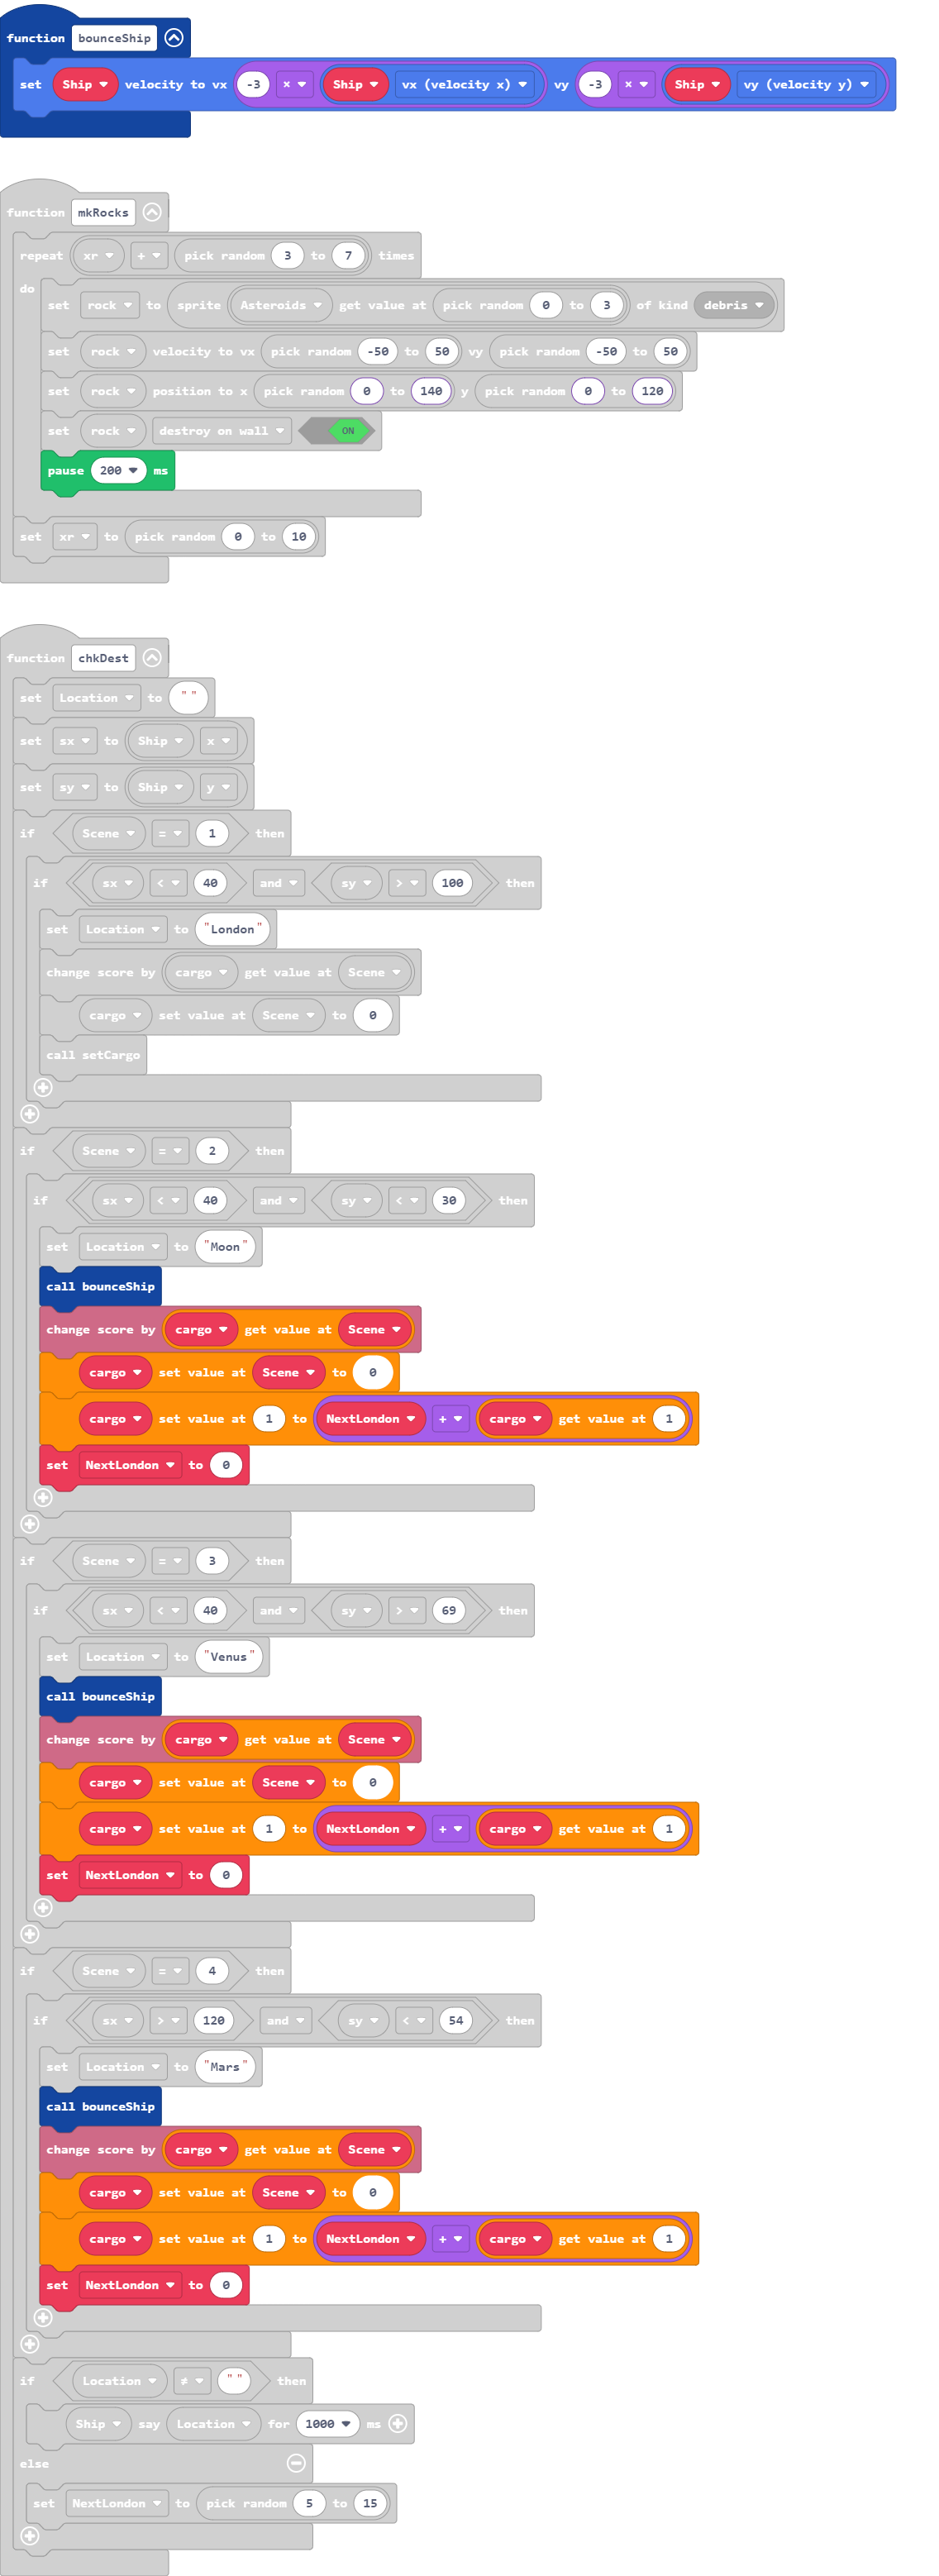 function bounceShip
set Ship velocity to vx -3 × Ship vx (velocity x) vy -3 × Ship vy (velocity y)
function mkRocks
repeat xr + pick random 3 to 7 times
do
set rock to sprite Asteroids get value at pick random 0 to 3 of kind debris
set rock velocity to vx pick random -50 to 50 vy pick random -50 to 50
set rock position to x pick random 0 to 140 y pick random 0 to 120
set rock destroy on wall ON
pause 200 ms
set xr to pick random 0 to 10
function chkDest
set Location to " "
set sx to Ship x
set sy to Ship y
if Scene = 1 then
if sx < 40 and sy > 100 then
set Location to "London"
change score by cargo get value at Scene
cargo set value at Scene to 0
call setCargo
if Scene = 2 then
if sx < 40 and sy < 30 then
set Location to "Moon"
call bounceShip
change score by cargo get value at Scene
cargo set value at Scene to 0
cargo set value at 1 to NextLondon + cargo get value at 1
set NextLondon to 0
if Scene = 3 then
if sx < 40 and sy > 69 then
set Location to "Venus"
call bounceShip
change score by cargo get value at Scene
cargo set value at Scene to 0
cargo set value at 1 to NextLondon + cargo get value at 1
set NextLondon to 0
if Scene = 4 then
if sx > 120 and sy < 54 then
set Location to "Mars"
call bounceShip
change score by cargo get value at Scene
cargo set value at Scene to 0
cargo set value at 1 to NextLondon + cargo get value at 1
set NextLondon to 0
if Location ≠ " " then
Ship say Location for 1000 ms
else
set NextLondon to pick random 5 to 15